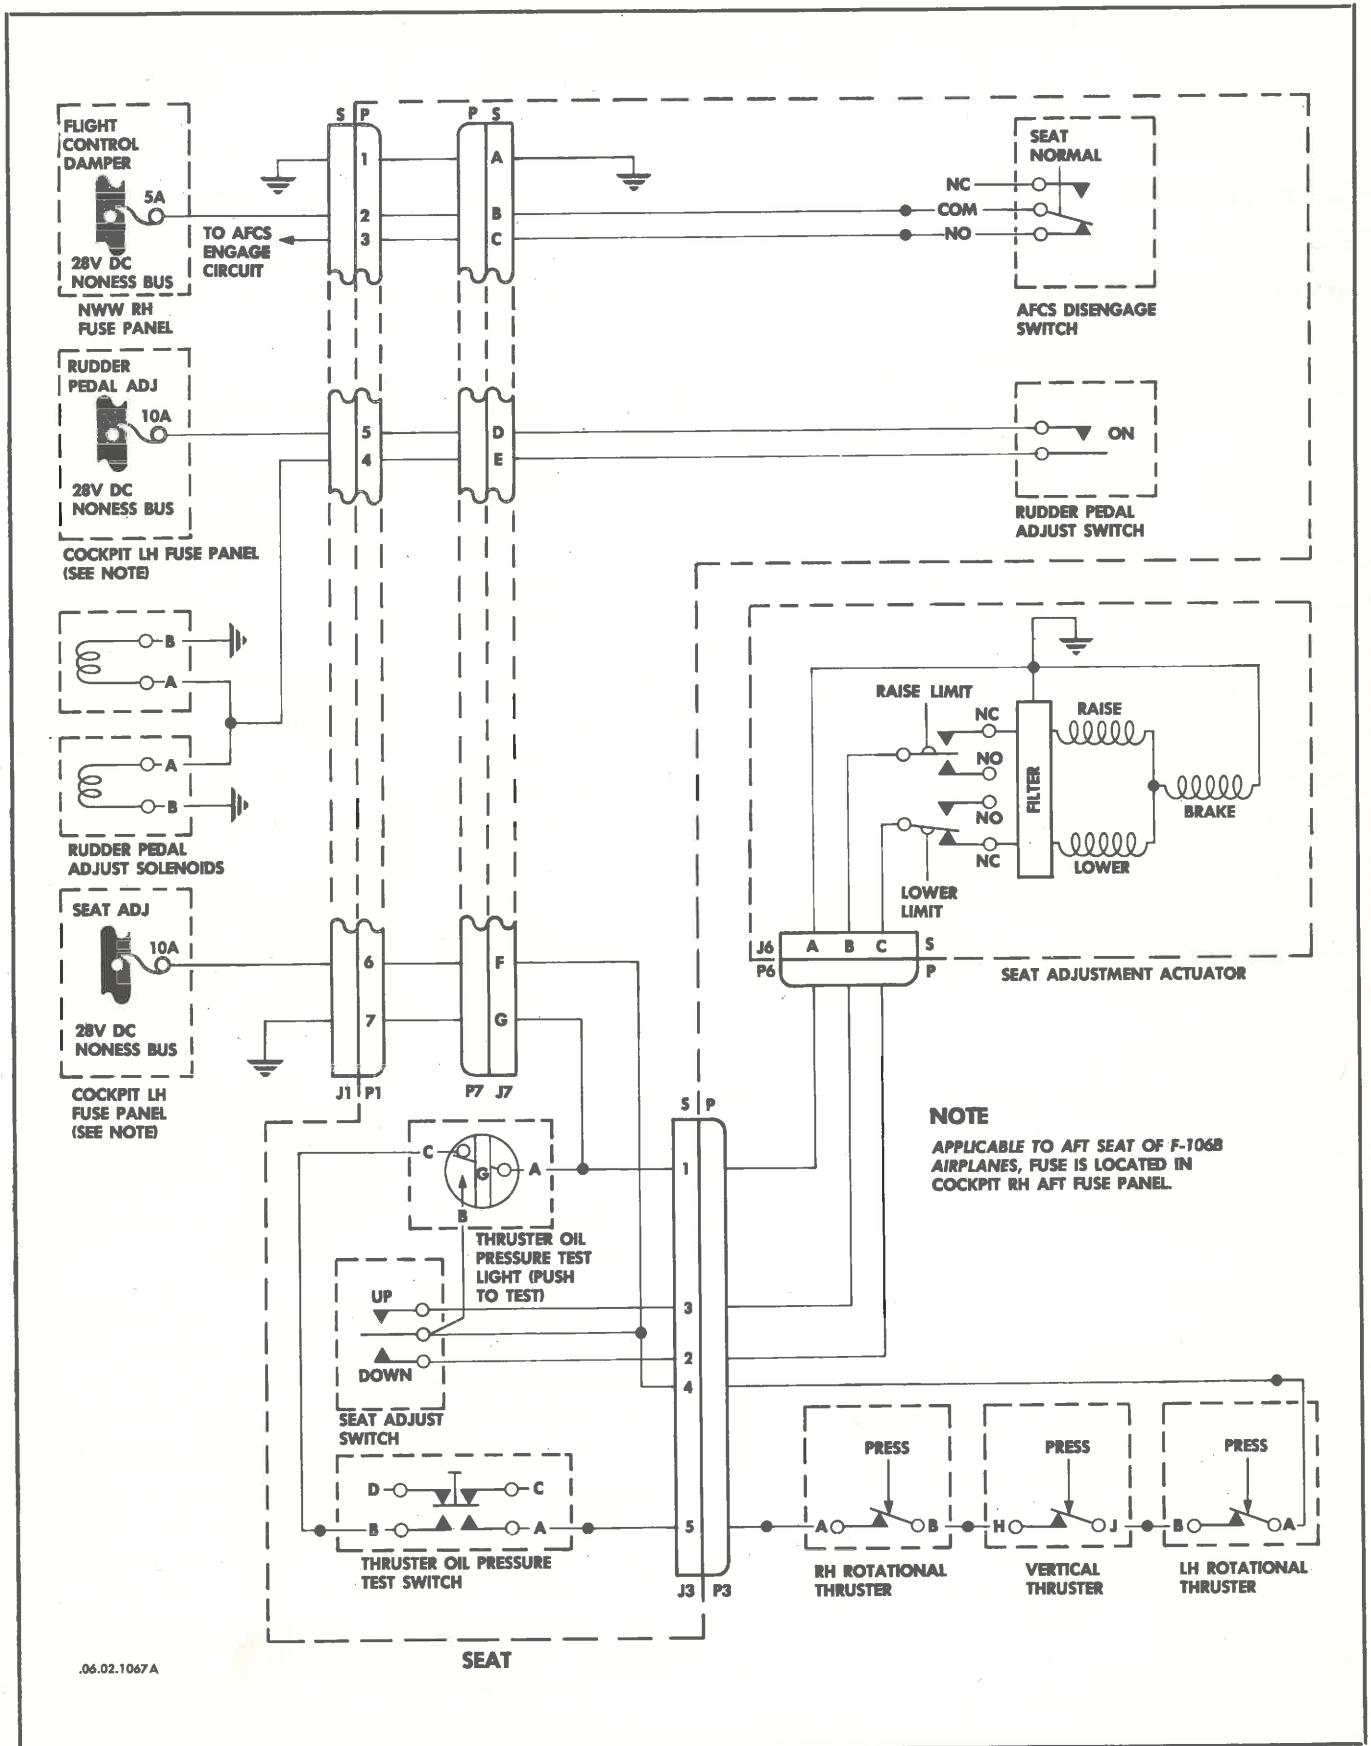 S P
P S
FLIGHT
CONTROL
DAMPER
5A
28V DC
NONESS BUS
NWW RH
FUSE PANEL
TO AFCS
ENGAGE
CIRCUIT
1
2
3
A
B
C
SEAT
NORMAL
NC
COM
NO
AFCS DISENGAGE
SWITCH
RUDDER
PEDAL ADJ
10A
28V DC
NONESS BUS
COCKPIT LH FUSE PANEL
(SEE NOTE)
5
4
D
E
ON
RUDDER PEDAL
ADJUST SWITCH
B
A
A
B
RUDDER PEDAL
ADJUST SOLENOIDS
RAISE LIMIT
NC
NO
NO
NC
LOWER
LIMIT
FILTER
RAISE
BRAKE
LOWER
J6 A B C S
P6 P
SEAT ADJUSTMENT ACTUATOR
SEAT ADJ
10A
28V DC
NONESS BUS
COCKPIT LH
FUSE PANEL
(SEE NOTE)
6
7
F
G
J1 P1
P7 J7
NOTE
APPLICABLE TO AFT SEAT OF F-106B
AIRPLANES, FUSE IS LOCATED IN
COCKPIT RH AFT FUSE PANEL.
S P
C
G
A
B
THRUSTER OIL
PRESSURE TEST
LIGHT (PUSH
TO TEST)
1
3
2
4
5
UP
DOWN
SEAT ADJUST
SWITCH
D
C
B
A
THRUSTER OIL PRESSURE
TEST SWITCH
J3 P3
PRESS
A
B
RH ROTATIONAL
THRUSTER
PRESS
H
J
VERTICAL
THRUSTER
PRESS
B
A
LH ROTATIONAL
THRUSTER
SEAT
.06.02.1067A